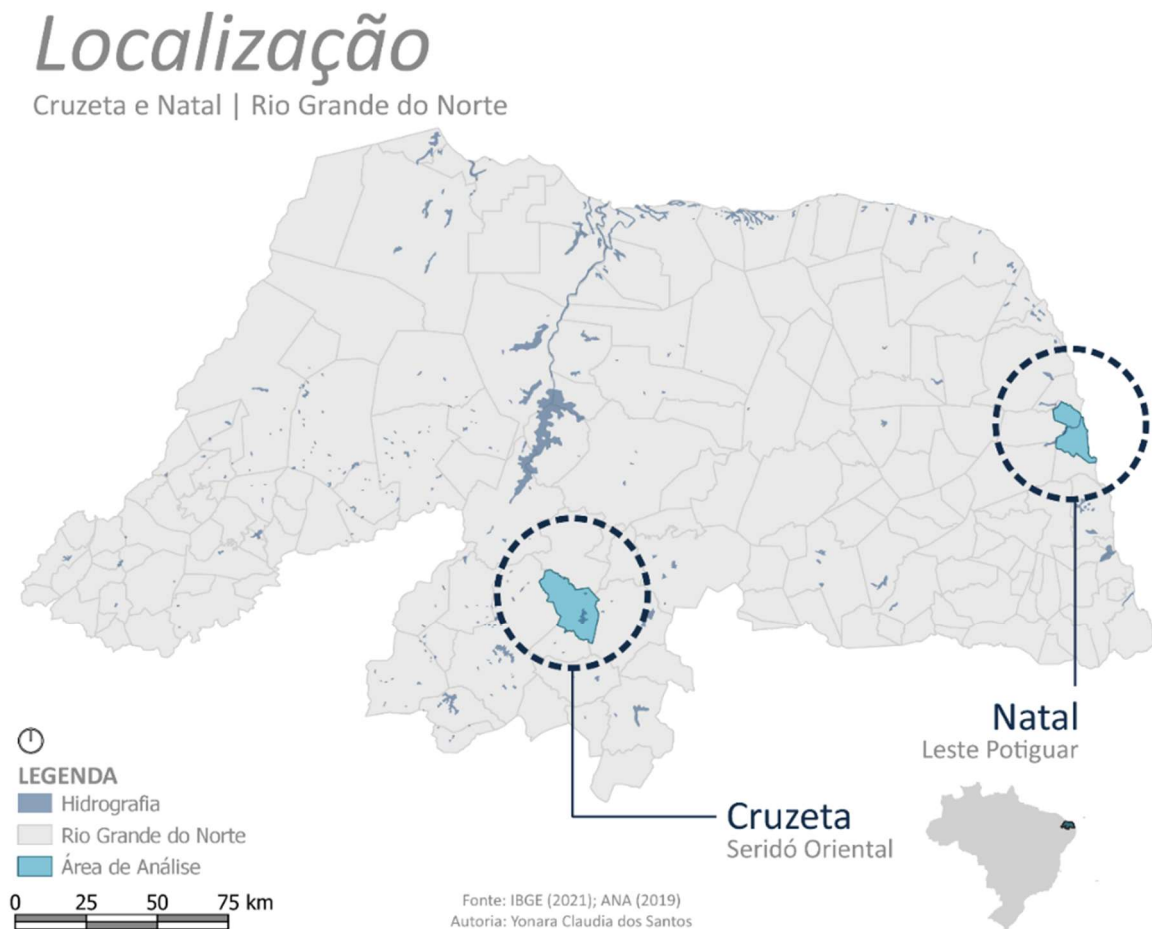 Localização
Cruzeta e Natal | Rio Grande do Norte
Natal
Leste Potiguar
Cruzeta
Seridó Oriental
LEGENDA
Hidrografia
Rio Grande do Norte
Área de Análise
0 25 50 75 km
Fonte: IBGE (2021); ANA (2019)
Autoria: Yonara Claudia dos Santos